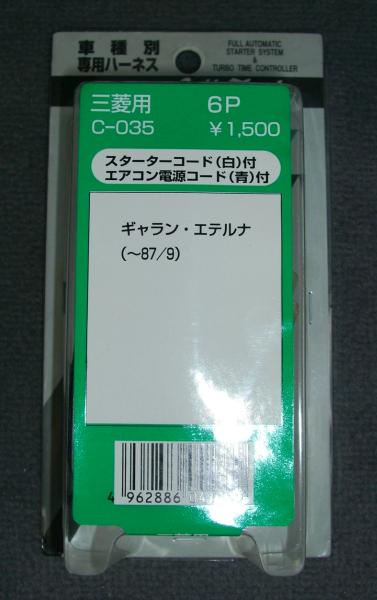 車種別
専用ハーネス
FULL AUTOMATIC
STARTER SYSTEM
&
TURBO TIME CONTROLLER
三菱用 6P
C-035 ¥1,500
スターターコード(白)付
エアコン電源コード(青)付
ギャラン・エテルナ
(〜87/9)
4 962886